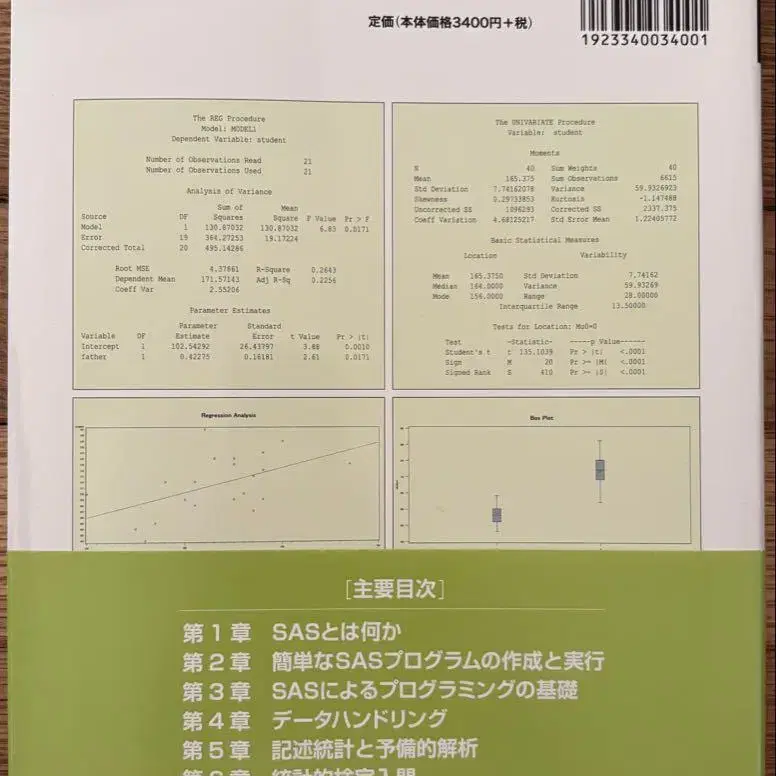 定価(本体価格3400円+税)
1923340034001
The REG Procedure
Model: MODEL1
Dependent Variable: student
Number of Observations Read 21
Number of Observations Used 21
Analysis of Variance
Sum of Mean
Source DF Squares Square F Value Pr > F
Model 1 130.87032 130.87032 6.83 0.0171
Error 19 364.27253 19.17224
Corrected Total 20 495.14286
Root MSE 4.37861 R-Square 0.2643
Dependent Mean 171.57143 Adj R-Sq 0.2256
Coeff Var 2.55206
Parameter Estimates
Parameter Standard
Variable DF Estimate Error t Value Pr > |t|
Intercept 1 102.54292 26.43797 3.88 0.0010
father 1 0.42275 0.16181 2.61 0.0171
The UNIVARIATE Procedure
Variable: student
Moments
N 40 Sum Weights 40
Mean 165.375 Sum Observations 6615
Std Deviation 7.74162078 Variance 59.9326923
Skewness 0.29733853 Kurtosis -1.147488
Uncorrected SS 1096293 Corrected SS 2337.375
Coeff Variation 4.68125217 Std Error Mean 1.22405772
Basic Statistical Measures
Location Variability
Mean 165.3750 Std Deviation 7.74162
Median 164.0000 Variance 59.93269
Mode 156.0000 Range 28.00000
Interquartile Range 13.50000
Tests for Location: Mu0=0
Test -Statistic- -----p Value------
Student's t t 135.1039 Pr > |t| <.0001
Sign M 20 Pr >= |M| <.0001
Signed Rank S 410 Pr >= |S| <.0001
Regression Analysis
Box Plot
[主要目次]
第1章 SASとは何か
第2章 簡単なSASプログラムの作成と実行
第3章 SASによるプログラミングの基礎
第4章 データハンドリング
第5章 記述統計と予備的解析
第6章 統計的検定入門